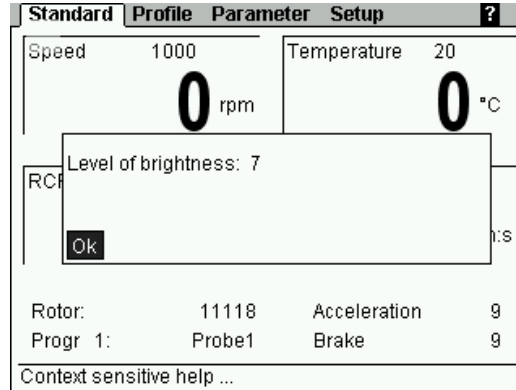 Standard Profile Parameter Setup ?
Speed 1000 Temperature 20
0 rpm 0 °C
Level of brightness: 7
Ok
Rotor: 11118 Acceleration 9
Progr 1: Probe1 Brake 9
Context sensitive help ...